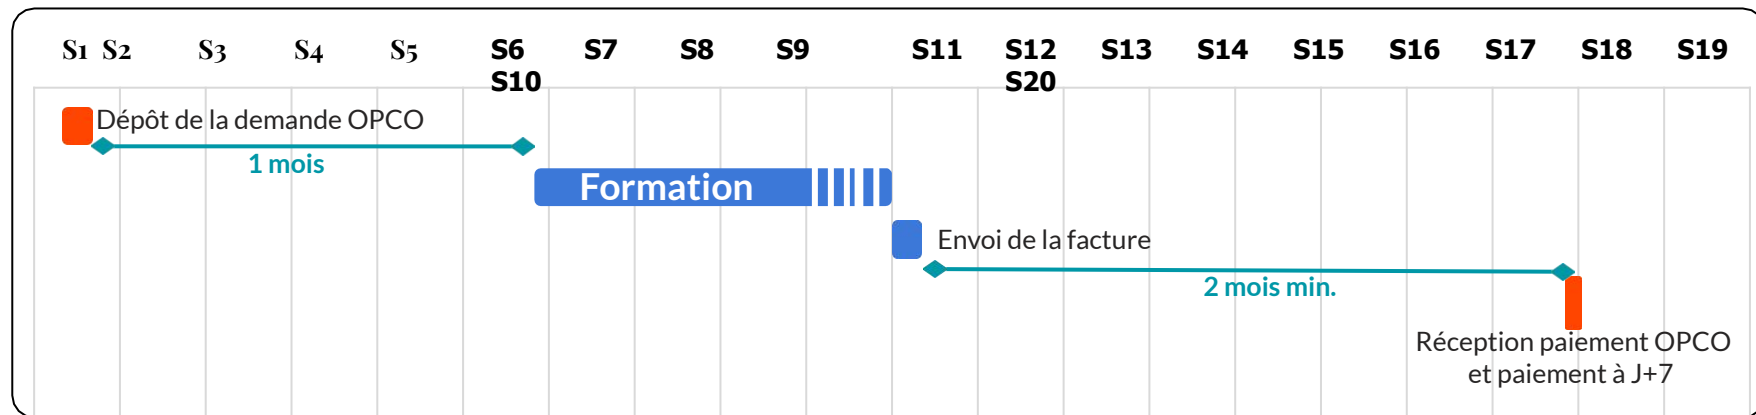 S1 S2 S3 S4 S5 S6 S7 S8 S9 S11 S12 S13 S14 S15 S16 S17 S18 S19
S10 S20
Dépôt de la demande OPCO
1 mois
Formation
Envoi de la facture
2 mois min.
Réception paiement OPCO
et paiement à J+7